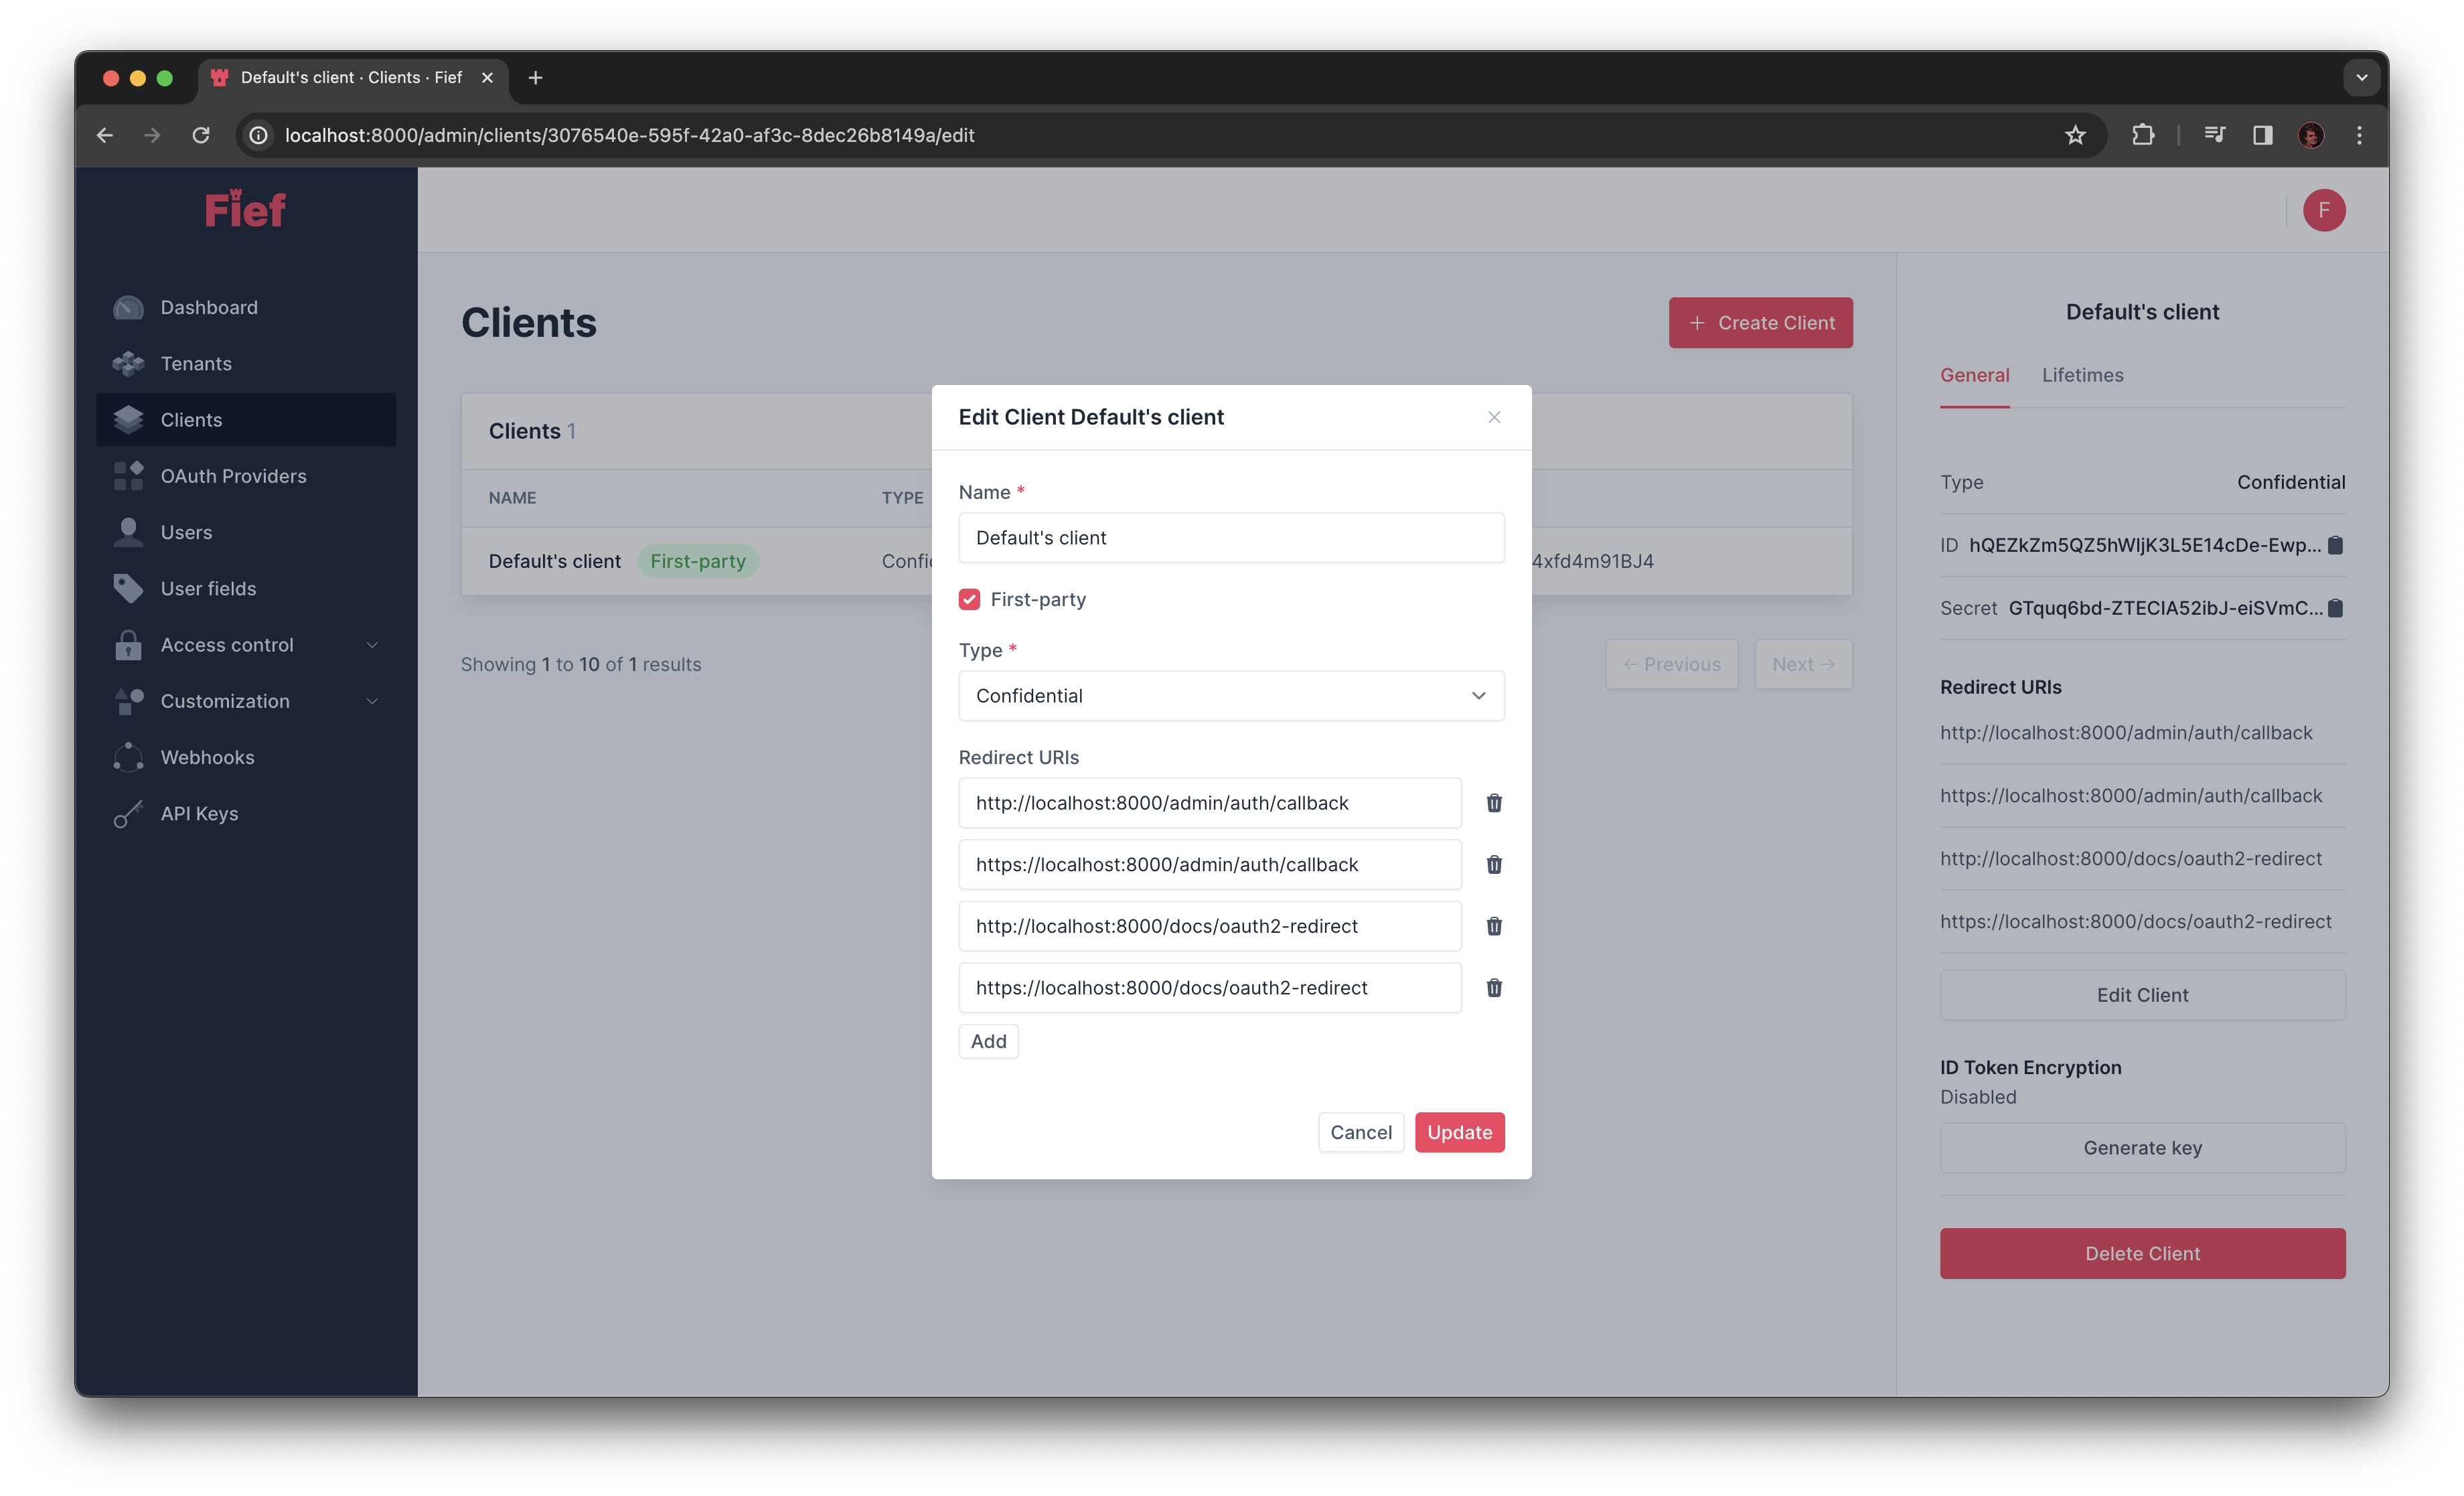 Default's client · Clients · Fief
localhost:8000/admin/clients/3076540e-595f-42a0-af3c-8dec26b8149a/edit
Fief
F
Dashboard
Tenants
Clients
OAuth Providers
Users
User fields
Access control
Customization
Webhooks
API Keys
Clients
+ Create Client
Clients 1
NAME
TYPE
Default's client
First-party
Confid
4xfd4m91BJ4
Showing 1 to 10 of 1 results
← Previous
Next →
Edit Client Default's client
Name *
Default's client
First-party
Type *
Confidential
Redirect URIs
http://localhost:8000/admin/auth/callback
https://localhost:8000/admin/auth/callback
http://localhost:8000/docs/oauth2-redirect
https://localhost:8000/docs/oauth2-redirect
Add
Cancel
Update
Default's client
General
Lifetimes
Type
Confidential
ID hQEZkZm5QZ5hWIjK3L5E14cDe-Ewp...
Secret GTquq6bd-ZTECIA52ibJ-eiSVmC...
Redirect URIs
http://localhost:8000/admin/auth/callback
https://localhost:8000/admin/auth/callback
http://localhost:8000/docs/oauth2-redirect
https://localhost:8000/docs/oauth2-redirect
Edit Client
ID Token Encryption
Disabled
Generate key
Delete Client